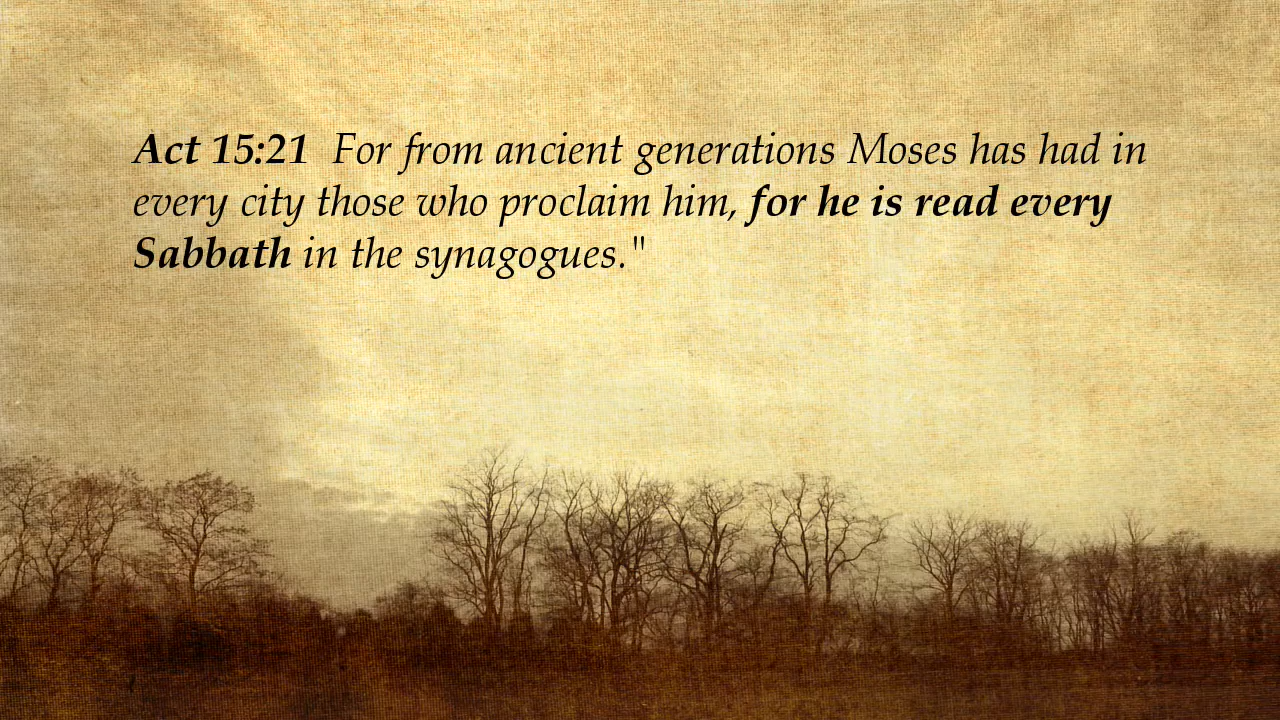 Act 15:21  For from ancient generations Moses has had in
every city those who proclaim him, for he is read every
Sabbath in the synagogues."